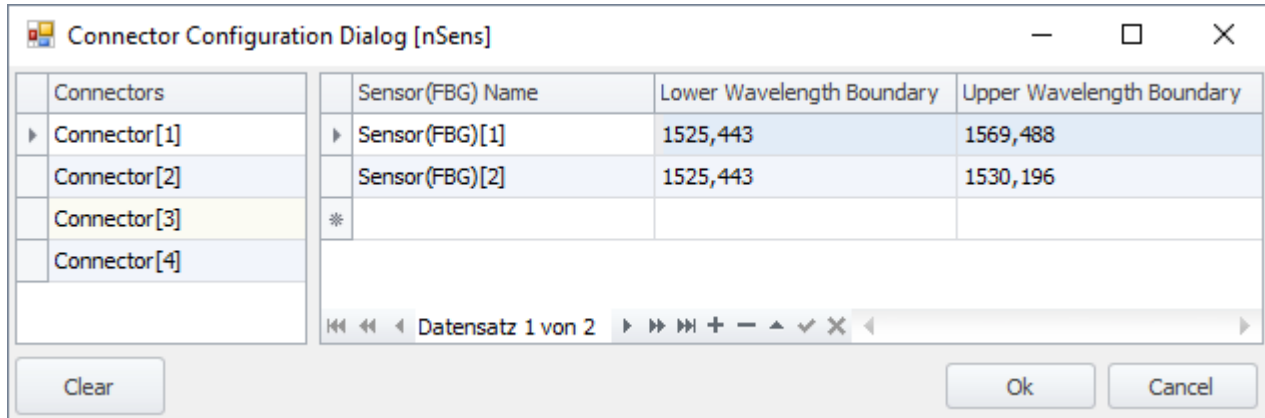 Connector Configuration Dialog [nSens]
Connectors
Connector[1]
Connector[2]
Connector[3]
Connector[4]
Sensor(FBG) Name Lower Wavelength Boundary Upper Wavelength Boundary
Sensor(FBG)[1] 1525,443 1569,488
Sensor(FBG)[2] 1525,443 1530,196
Datensatz 1 von 2
Clear Ok Cancel